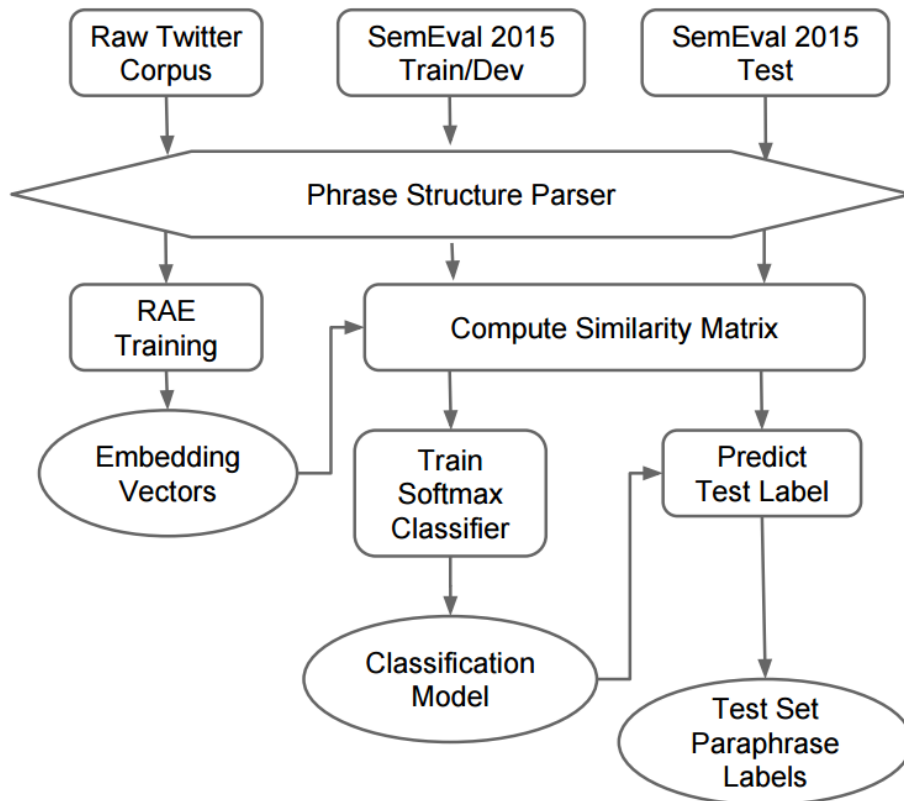 Raw Twitter
Corpus
SemEval 2015
Train/Dev
SemEval 2015
Test
Phrase Structure Parser
RAE
Training
Compute Similarity Matrix
Embedding
Vectors
Train
Softmax
Classifier
Predict
Test Label
Classification
Model
Test Set
Paraphrase
Labels